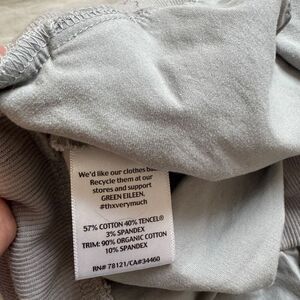 We'd like our clothes ba
Recycle them at our
stores and support
GREEN EILEEN.
#thxverymuch
57% COTTON 40% TENCEL®
3% SPANDEX
TRIM: 90% ORGANIC COTTON
10% SPANDEX
RN# 78121/CA#34460